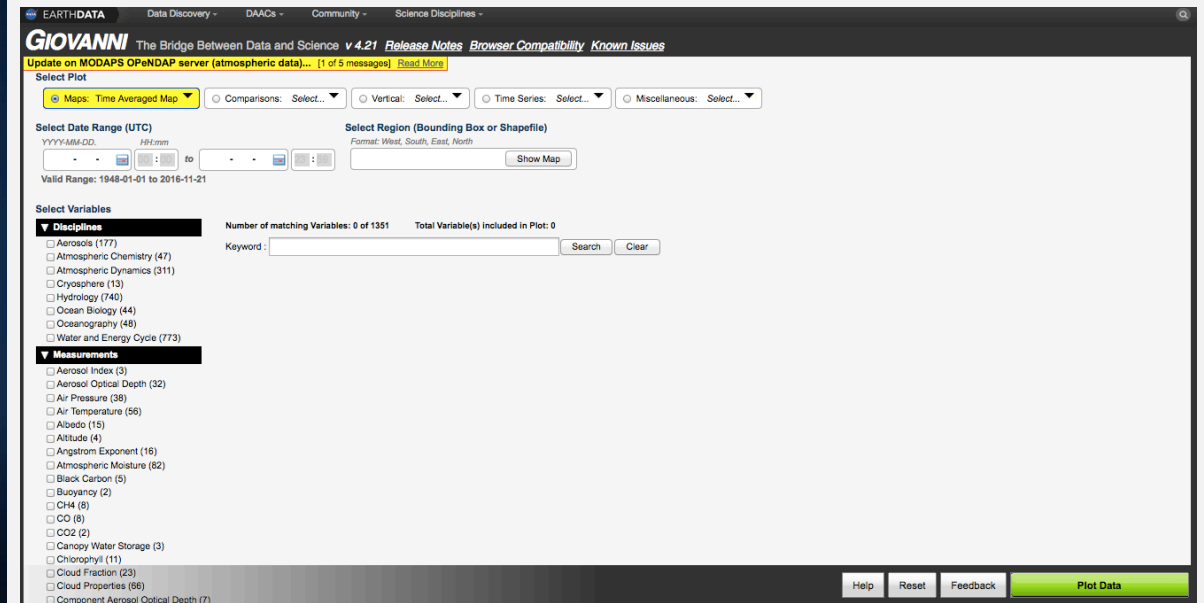 EARTHDATA Data Discovery - DAACs - Community - Science Disciplines -
GIOVANNI The Bridge Between Data and Science v 4.21 Release Notes Browser Compatibility Known Issues
Update on MODAPS OPeNDAP server (atmospheric data)... [1 of 5 messages] Read More
Select Plot
Maps: Time Averaged Map Comparisons: Select... Vertical: Select... Time Series: Select... Miscellaneous: Select...
Select Date Range (UTC) Select Region (Bounding Box or Shapefile)
YYYY-MM-DD. HH:mm Format: West, South, East, North
- - : to - - : Show Map
Valid Range: 1948-01-01 to 2016-11-21
Select Variables
Disciplines Number of matching Variables: 0 of 1351 Total Variable(s) included in Plot: 0
Keyword : Search Clear
Aerosols (177)
Atmospheric Chemistry (47)
Atmospheric Dynamics (311)
Cryosphere (13)
Hydrology (740)
Ocean Biology (44)
Oceanography (48)
Water and Energy Cycle (773)
Measurements
Aerosol Index (3)
Aerosol Optical Depth (32)
Air Pressure (38)
Air Temperature (56)
Albedo (15)
Altitude (4)
Angstrom Exponent (16)
Atmospheric Moisture (82)
Black Carbon (5)
Buoyancy (2)
CH4 (8)
CO (8)
CO2 (2)
Canopy Water Storage (3)
Chlorophyll (11)
Cloud Fraction (23)
Cloud Properties (66)
Component Aerosol Optical Depth (7)
Help Reset Feedback Plot Data